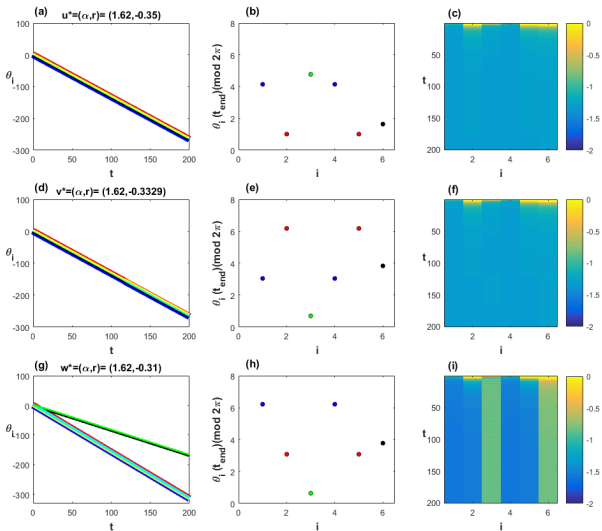 (a) u*=(α,r)= (1.62,-0.35)
(b)
(c)
100
0
-100
-200
-300
θi
0 50 100 150 200
t
8
6
4
2
0
θi (tend)(mod 2π)
0 2 4 6
i
50
100
150
200
t
2 4 6
i
0
-0.5
-1
-1.5
-2
(d) v*=(α,r)= (1.62,-0.3329)
(e)
(f)
100
0
-100
-200
-300
θi
0 50 100 150 200
t
8
6
4
2
0
θi (tend)(mod 2π)
0 2 4 6
i
50
100
150
200
t
2 4 6
i
0
-0.5
-1
-1.5
-2
(g) w*=(α,r)= (1.62,-0.31)
(h)
(i)
100
0
-100
-200
-300
θi
0 50 100 150 200
t
8
6
4
2
0
θi (tend)(mod 2π)
0 2 4 6
i
50
100
150
200
t
2 4 6
i
0
-0.5
-1
-1.5
-2